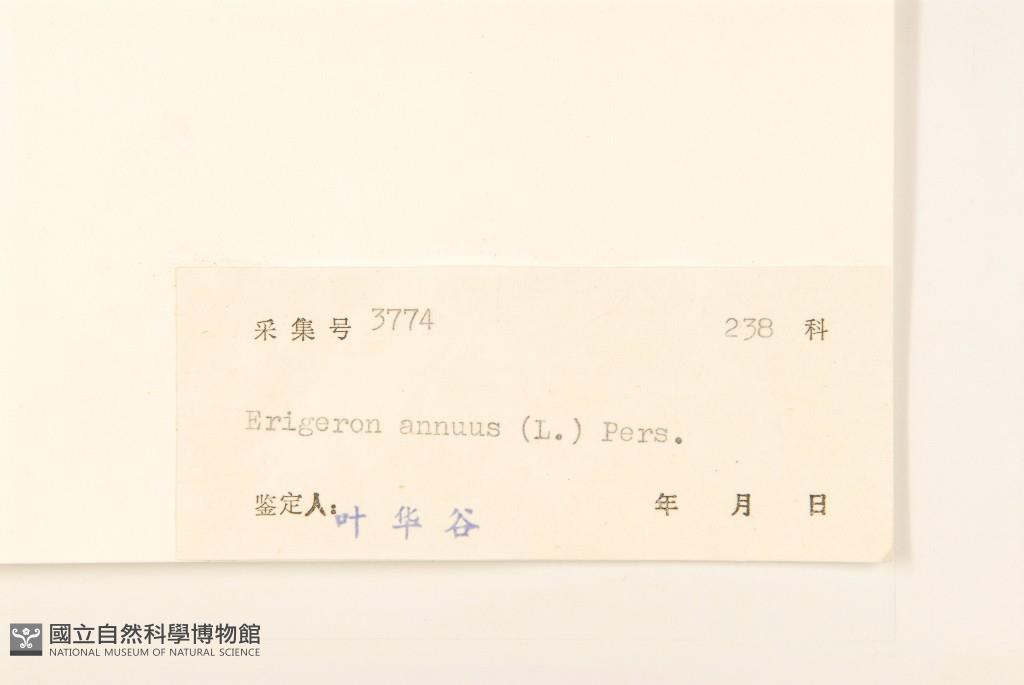 采集号 3774 238 科
Erigeron annuus (L.) Pers.
鉴定人: 叶华谷 年 月 日
國立自然科學博物館
NATIONAL MUSEUM OF NATURAL SCIENCE